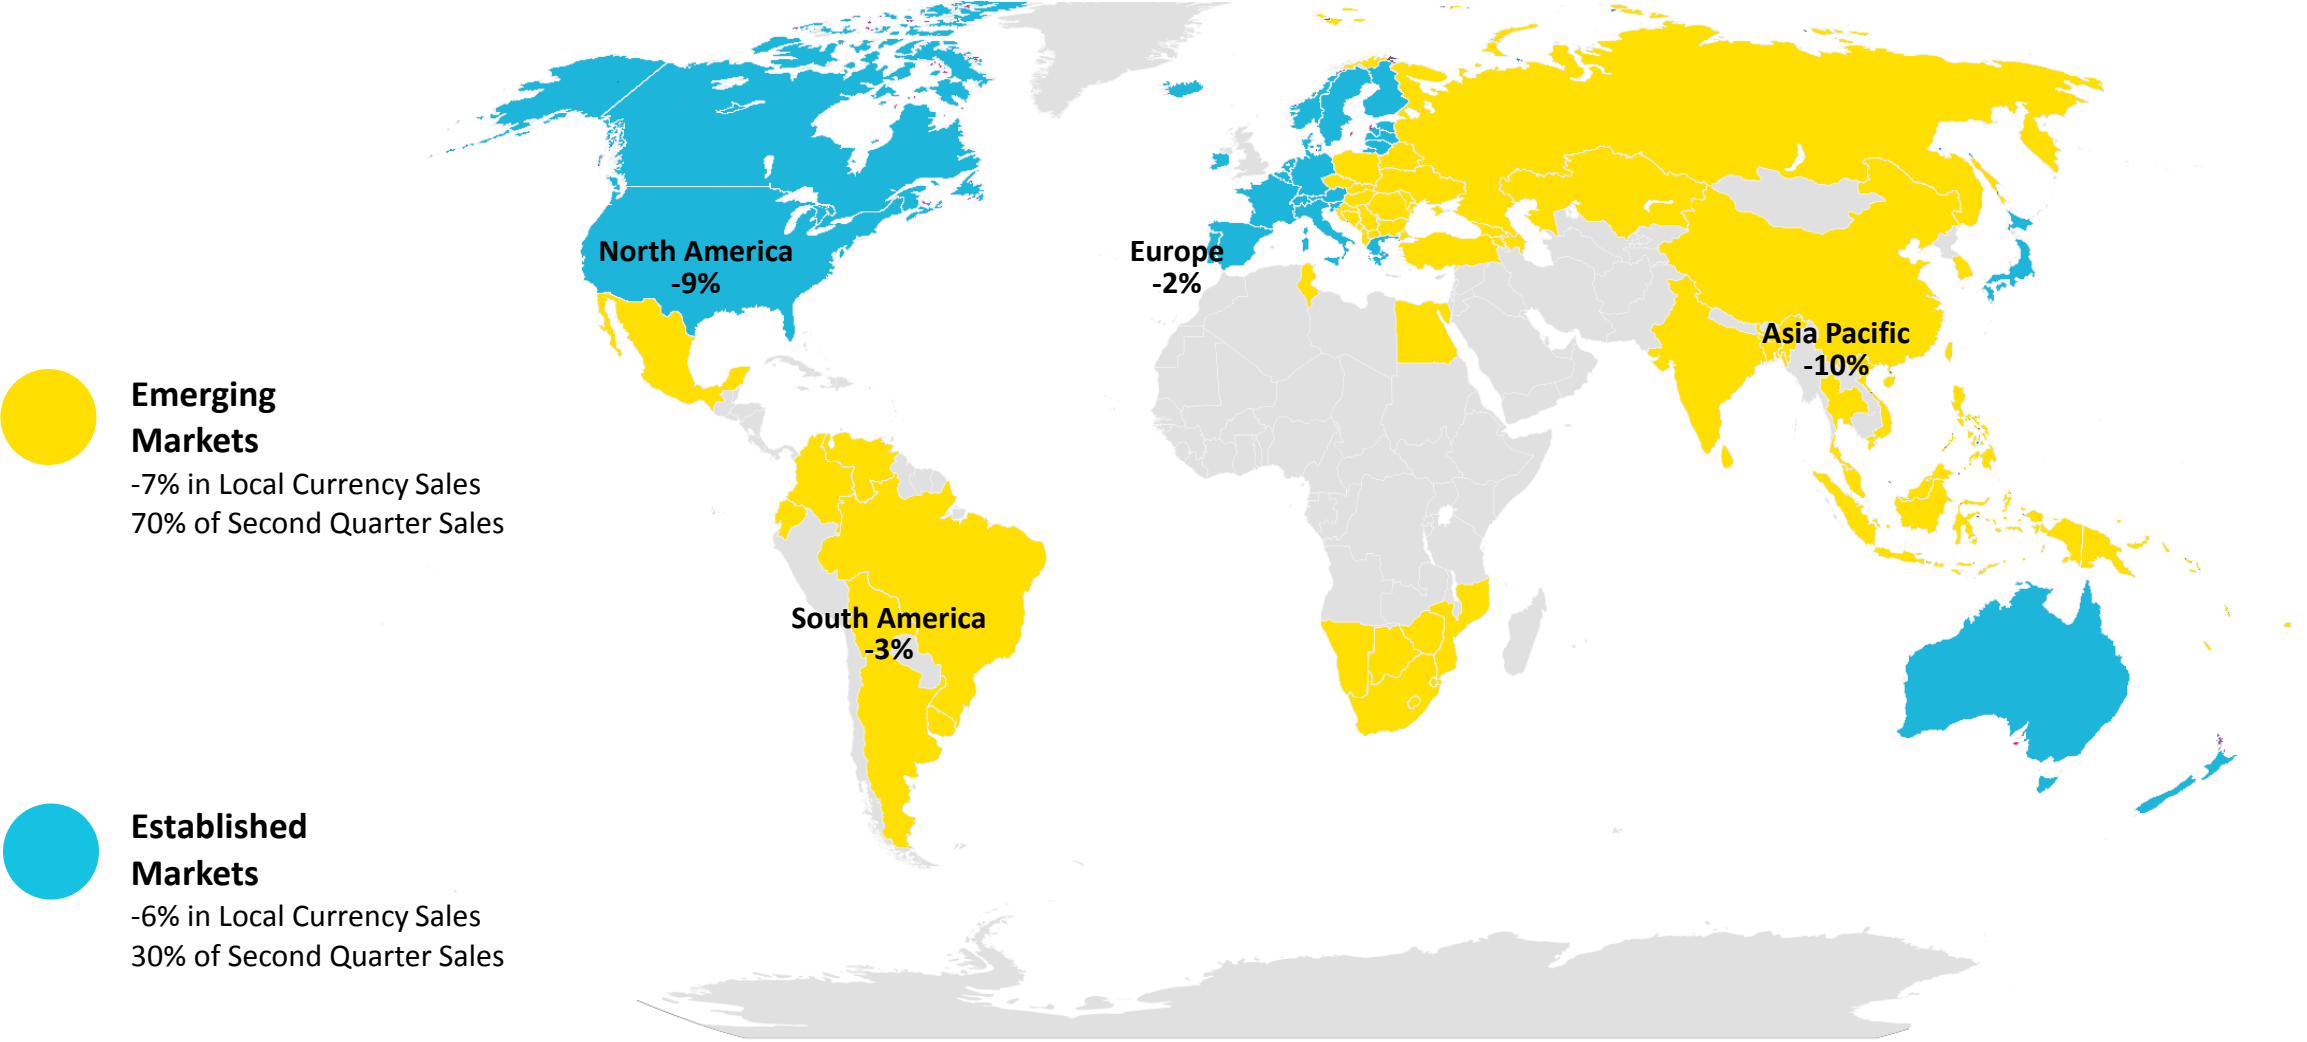 North America
-9%
Europe
-2%
Asia Pacific
-10%
Emerging
Markets
-7% in Local Currency Sales
70% of Second Quarter Sales
South America
-3%
Established
Markets
-6% in Local Currency Sales
30% of Second Quarter Sales